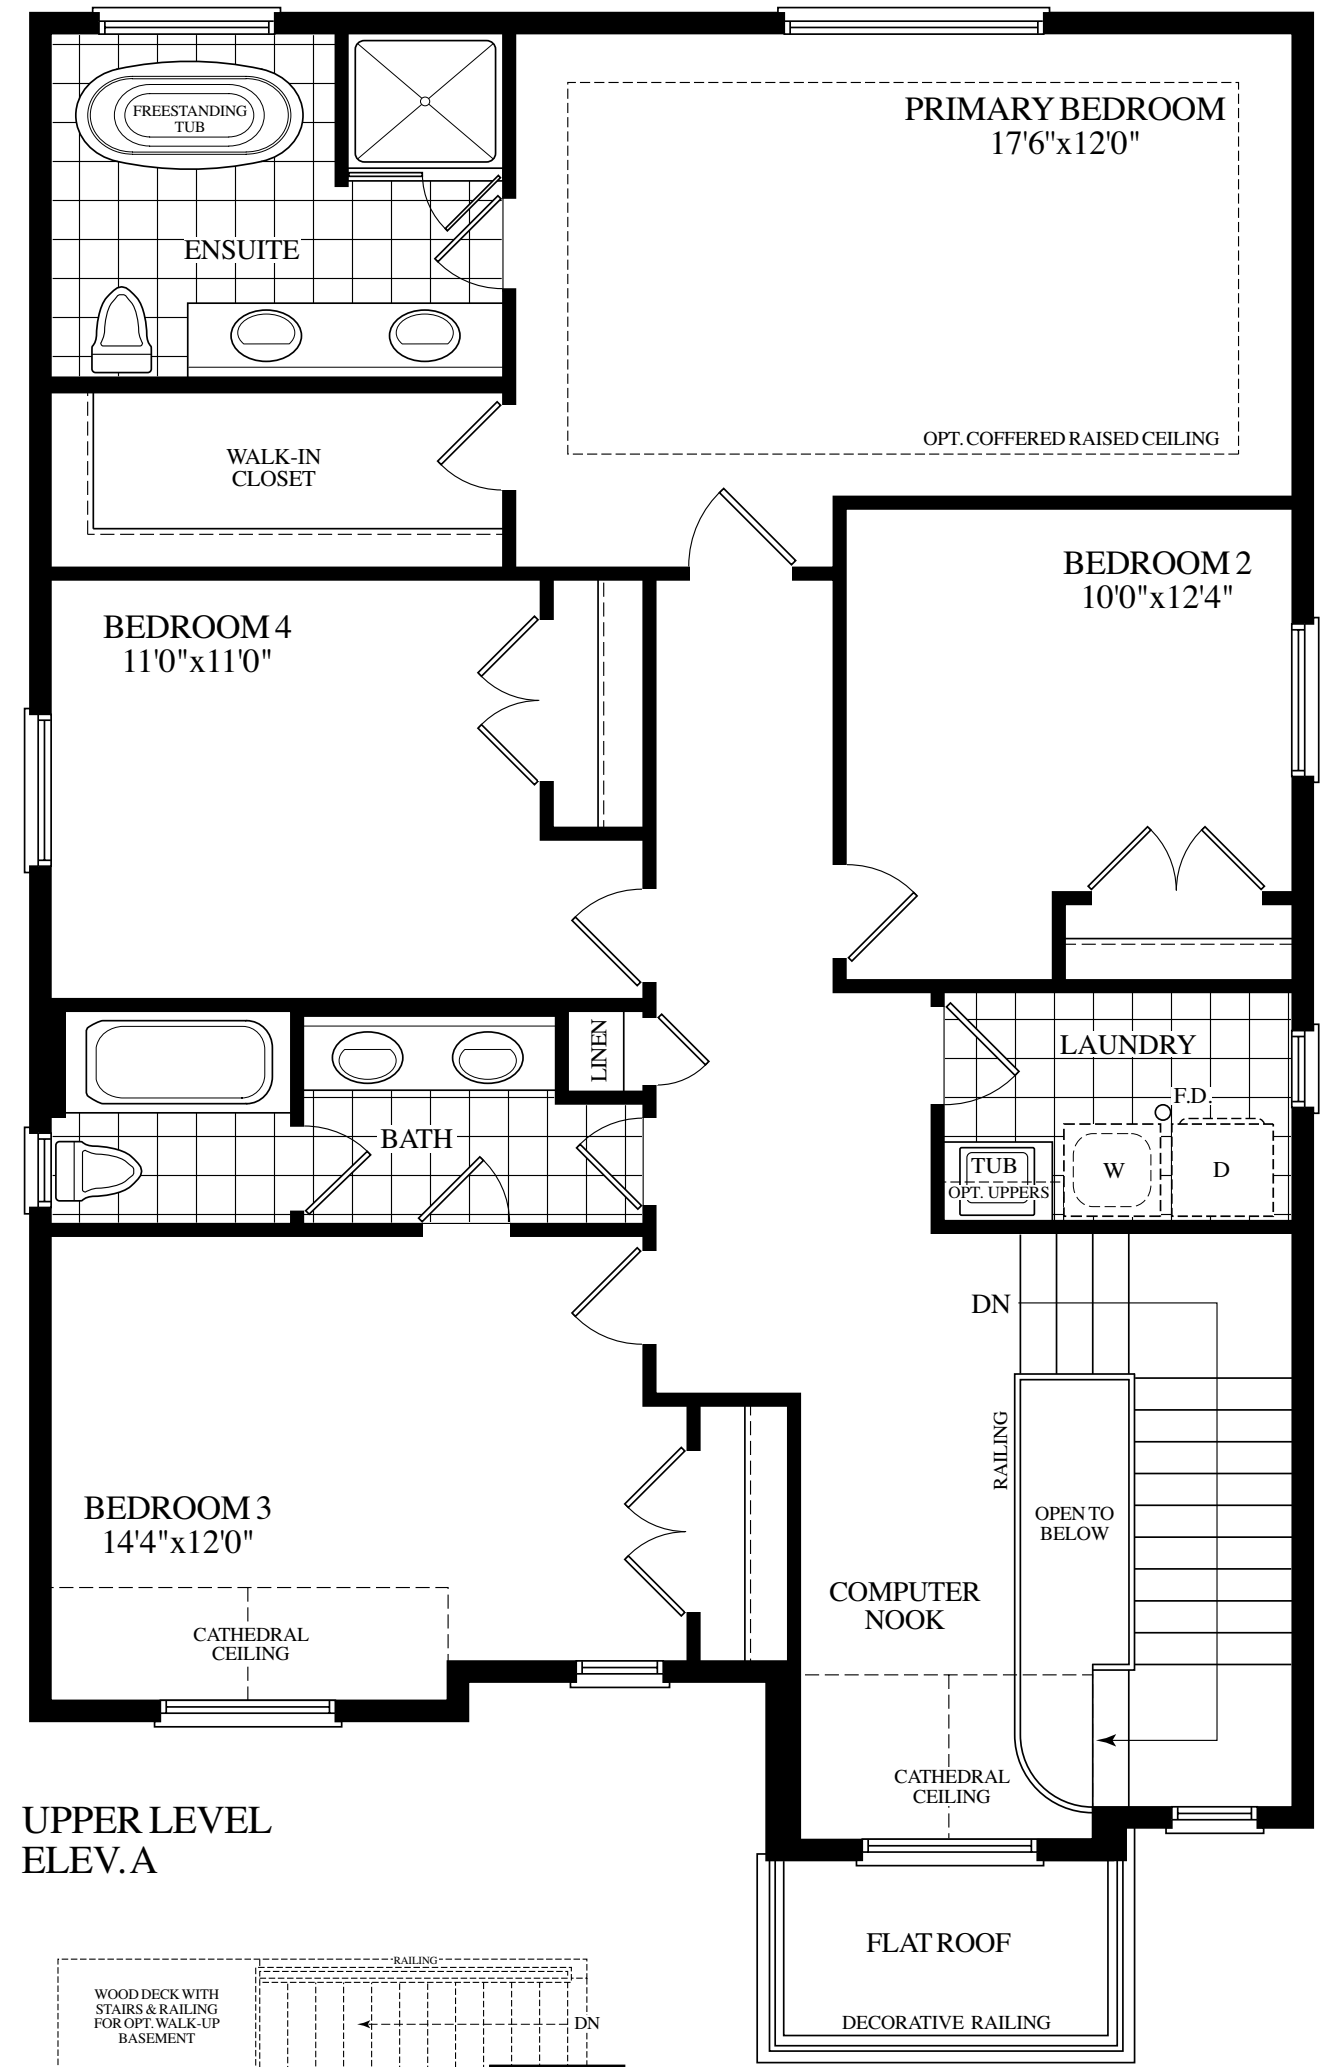 FREESTANDING
TUB
PRIMARY BEDROOM
17'6"x12'0"
ENSUITE
OPT. COFFERED RAISED CEILING
WALK-IN
CLOSET
BEDROOM 2
10'0"x12'4"
BEDROOM 4
11'0"x11'0"
LINEN
LAUNDRY
F.D.
BATH
TUB
W
D
OPT. UPPERS
DN
RAILING
BEDROOM 3
14'4"x12'0"
OPEN TO
BELOW
COMPUTER
NOOK
CATHEDRAL
CEILING
CATHEDRAL
CEILING
UPPER LEVEL
ELEV. A
FLAT ROOF
DECORATIVE RAILING
RAILING
WOOD DECK WITH
STAIRS & RAILING
FOR OPT. WALK-UP
BASEMENT
DN